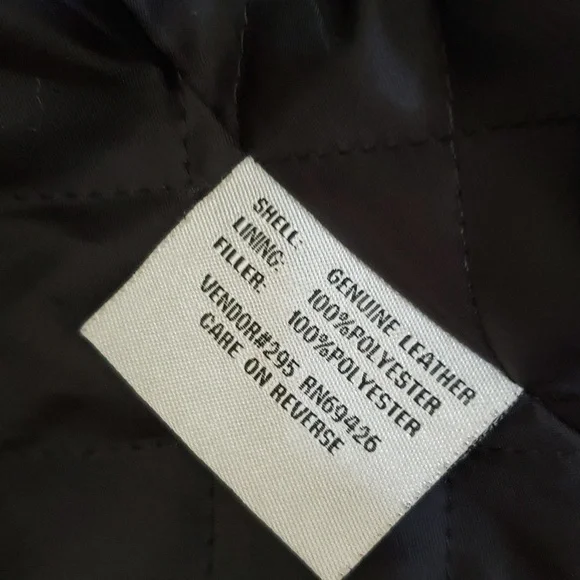 SHELL: GENUINE LEATHER
LINING: 100%POLYESTER
FILLER: 100%POLYESTER
VENDOR#295 RN69426
CARE ON REVERSE